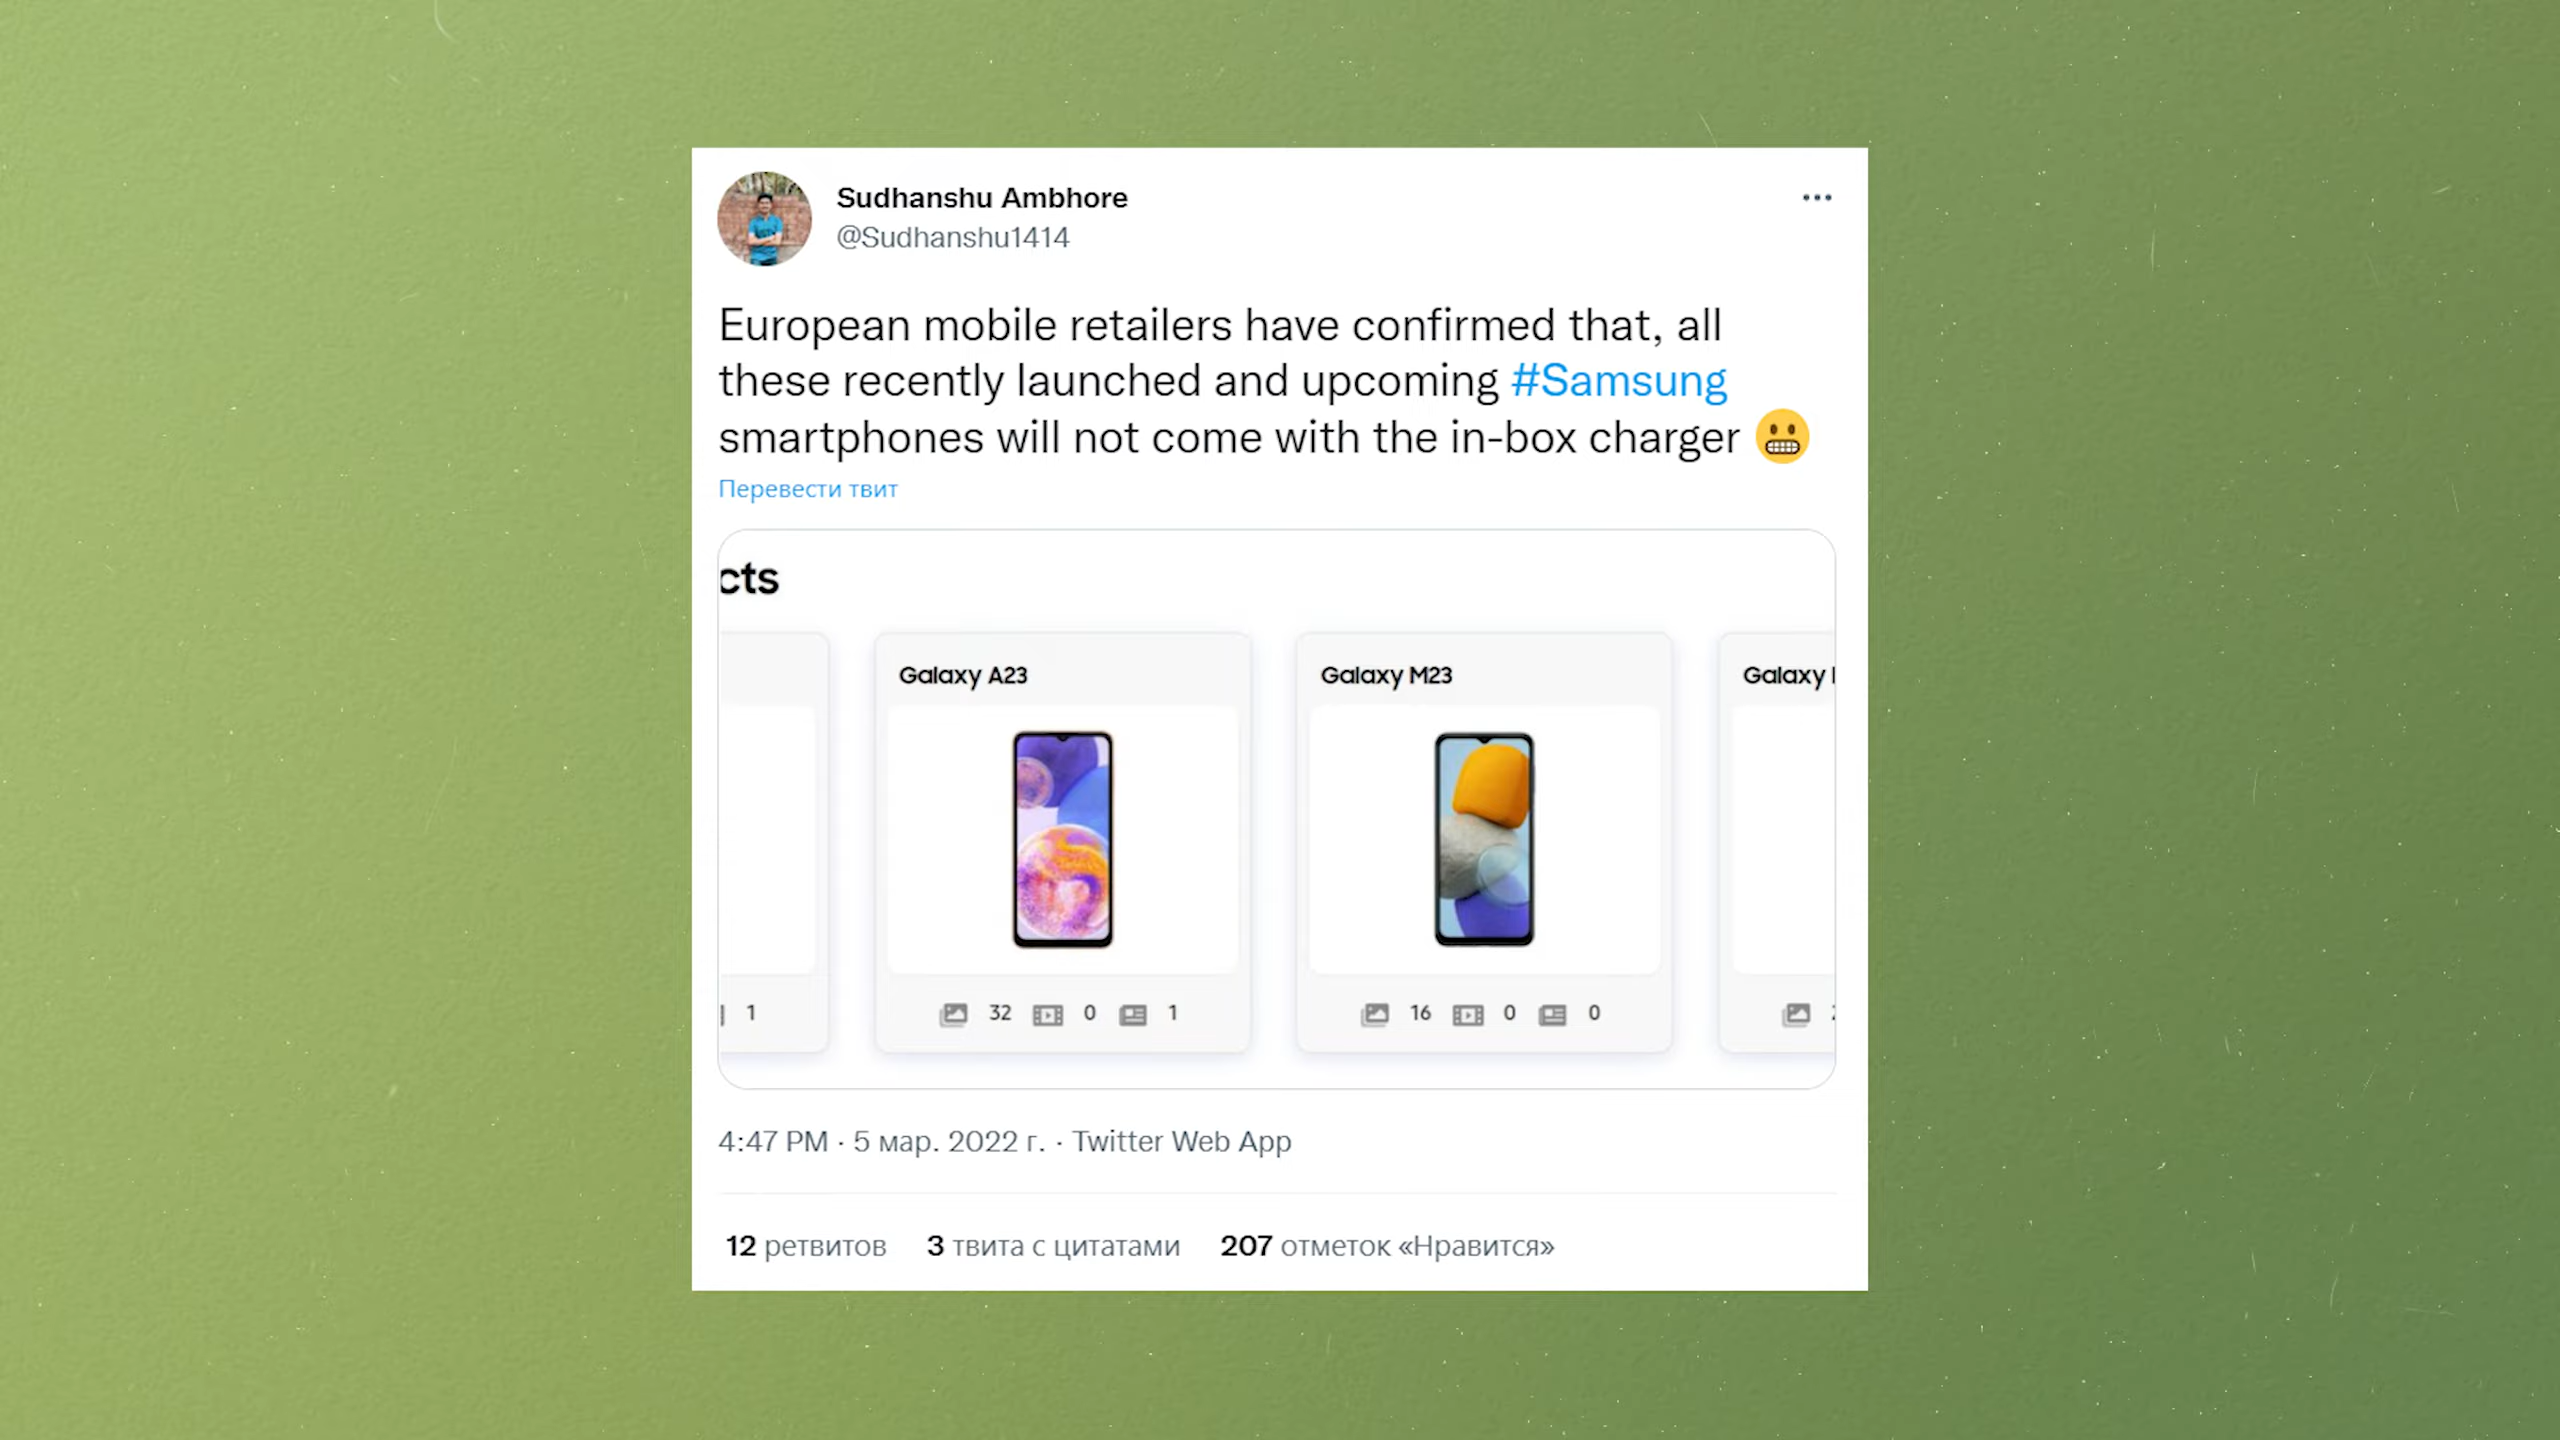 Sudhanshu Ambhore
@Sudhanshu1414
European mobile retailers have confirmed that, all
these recently launched and upcoming #Samsung
smartphones will not come with the in-box charger 😬
Перевести твит
cts
Galaxy A23
Galaxy M23
Galaxy
1
32 0 1
16 0 0
4:47 PM · 5 мар. 2022 г. · Twitter Web App
12 ретвитов 3 твита с цитатами 207 отметок «Нравится»